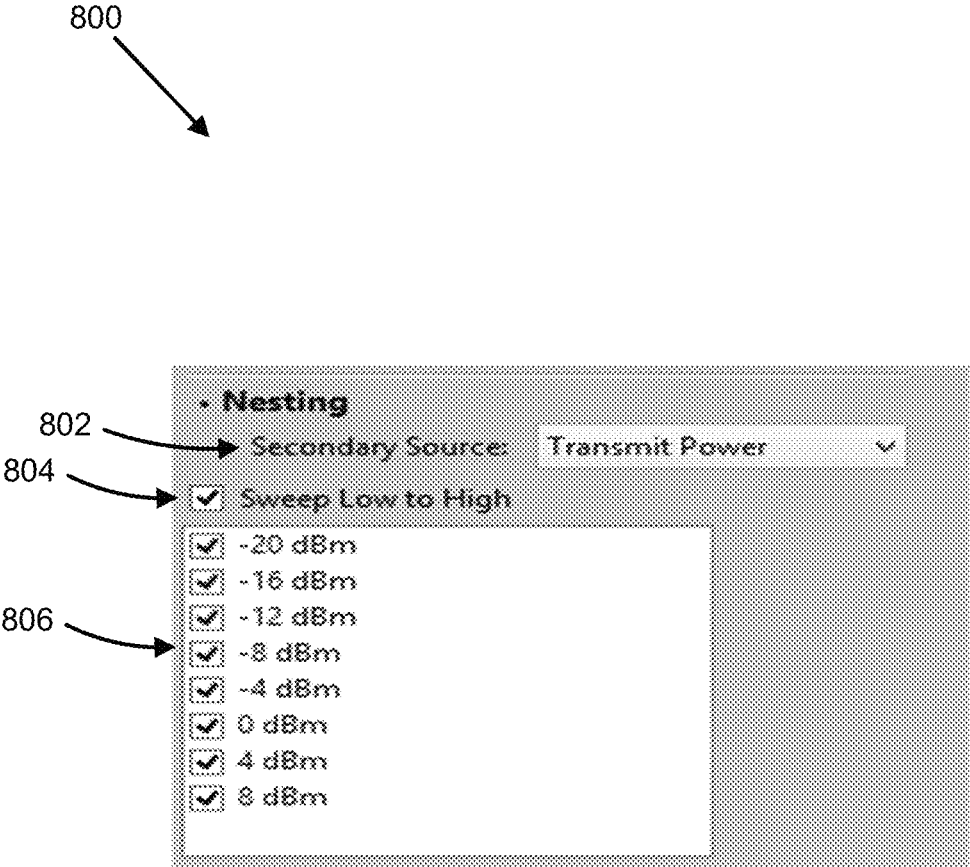 800
• Nesting
802
Secondary Source: Transmit Power
804
Sweep Low to High
-20 dBm
-16 dBm
-12 dBm
806
-8 dBm
-4 dBm
0 dBm
4 dBm
8 dBm